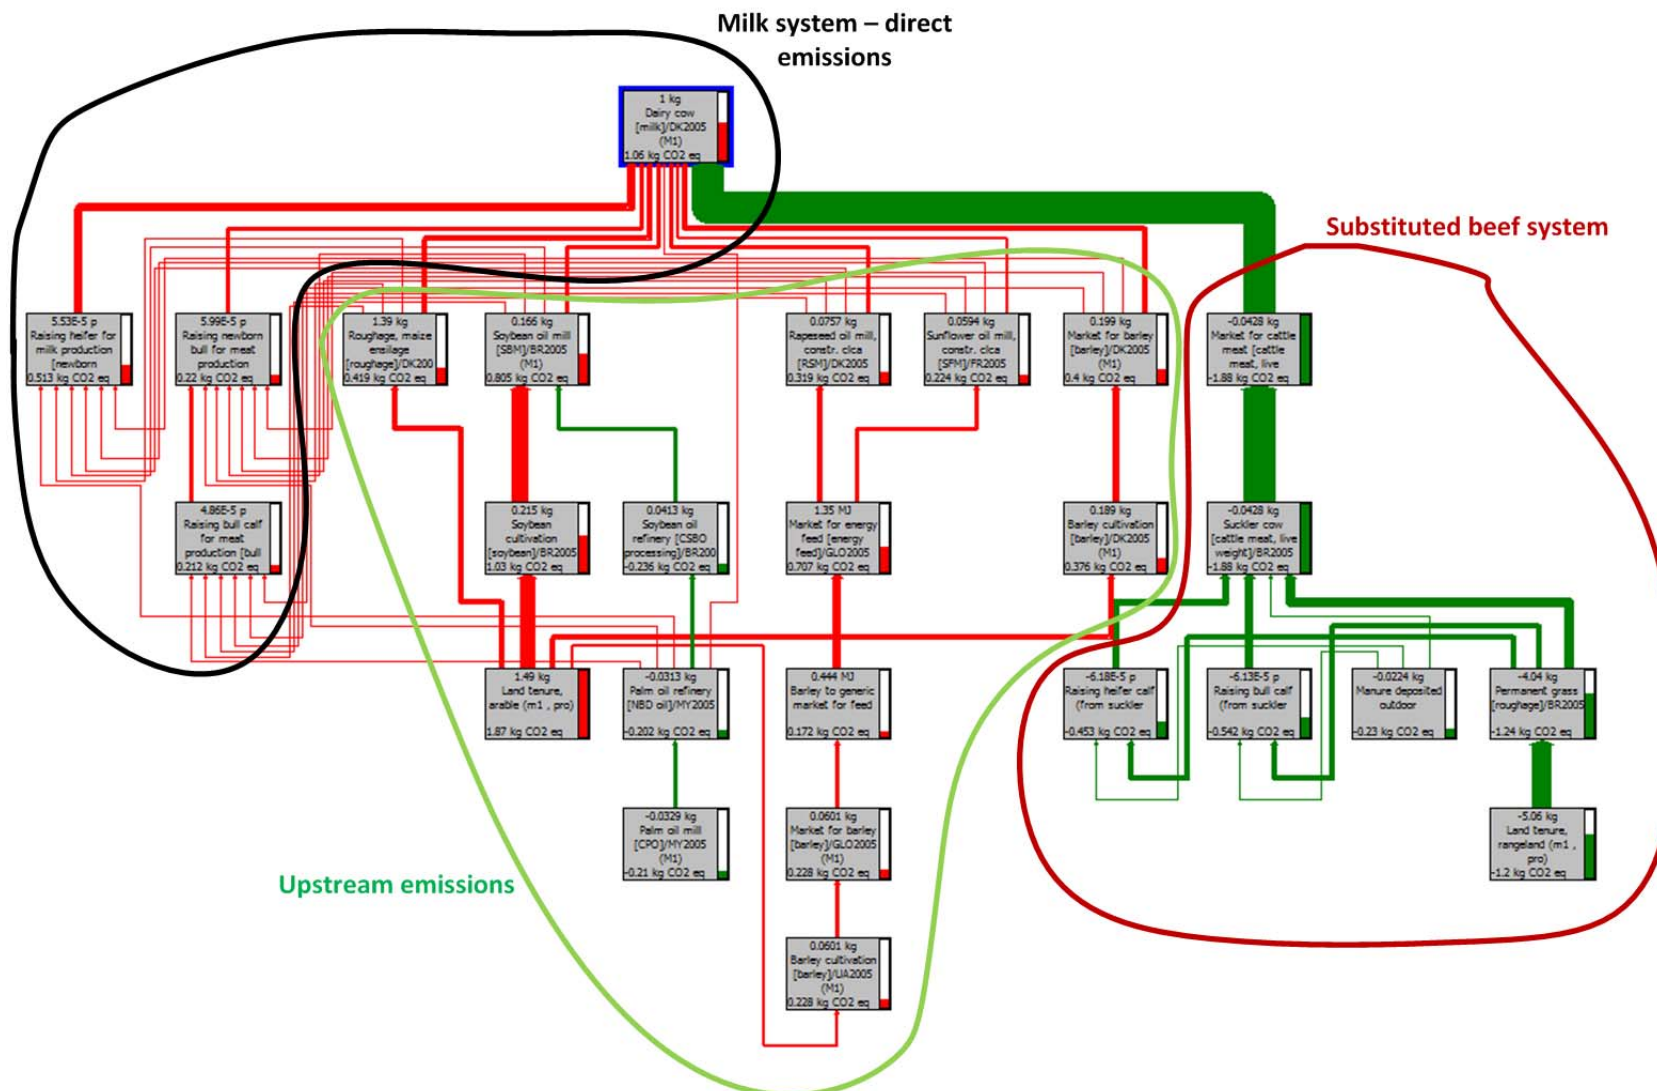 Milk system – direct
emissions
1 kg
Dairy cow
[milk]/DK2005
(M1)
1.06 kg CO2 eq
Substituted beef system
5.53E-5 p
Raising heifer for
milk production
[newborn
0.513 kg CO2 eq
5.99E-5 p
Raising newborn
bull for meat
production
0.22 kg CO2 eq
1.39 kg
Roughage, maize
ensilage
[roughage]/DK200
0.419 kg CO2 eq
0.166 kg
Soybean oil mill
[SBM]/BR2005
(M1)
0.805 kg CO2 eq
0.0757 kg
Rapeseed oil mill,
constr. clca
[RSM]/DK2005
0.319 kg CO2 eq
0.0594 kg
Sunflower oil mill,
constr. clca
[SFM]/FR2005
0.224 kg CO2 eq
0.199 kg
Market for barley
[barley]/DK2005
(M1)
0.4 kg CO2 eq
-0.0428 kg
Market for cattle
meat [cattle
meat, live
-1.88 kg CO2 eq
4.86E-5 p
Raising bull calf
for meat
production [bull
0.212 kg CO2 eq
0.215 kg
Soybean
cultivation
[soybean]/BR2005
1.03 kg CO2 eq
0.0413 kg
Soybean oil
refinery [CSBO
processing]/BR200
-0.236 kg CO2 eq
1.35 MJ
Market for energy
feed [energy
feed]/GLO2005
0.707 kg CO2 eq
0.189 kg
Barley cultivation
[barley]/DK2005
(M1)
0.376 kg CO2 eq
-0.0428 kg
Suckler cow
[cattle meat, live
weight]/BR2005
-1.88 kg CO2 eq
1.49 kg
Land tenure,
arable (m1 , pro)
1.87 kg CO2 eq
-0.0313 kg
Palm oil refinery
[NBD oil]/MY2005
-0.202 kg CO2 eq
0.444 MJ
Barley to generic
market for feed
0.172 kg CO2 eq
-6.18E-5 p
Raising heifer calf
(from suckler
-0.453 kg CO2 eq
-6.13E-5 p
Raising bull calf
(from suckler
-0.542 kg CO2 eq
-0.0224 kg
Manure deposited
outdoor
-0.23 kg CO2 eq
-4.04 kg
Permanent grass
[roughage]/BR2005
-1.24 kg CO2 eq
-0.0329 kg
Palm oil mill
[CPO]/MY2005
(M1)
-0.21 kg CO2 eq
0.0601 kg
Market for barley
[barley]/GLO2005
(M1)
0.228 kg CO2 eq
-5.06 kg
Land tenure,
rangeland (m1 ,
pro)
-1.2 kg CO2 eq
Upstream emissions
0.0601 kg
Barley cultivation
[barley]/UA2005
(M1)
0.228 kg CO2 eq